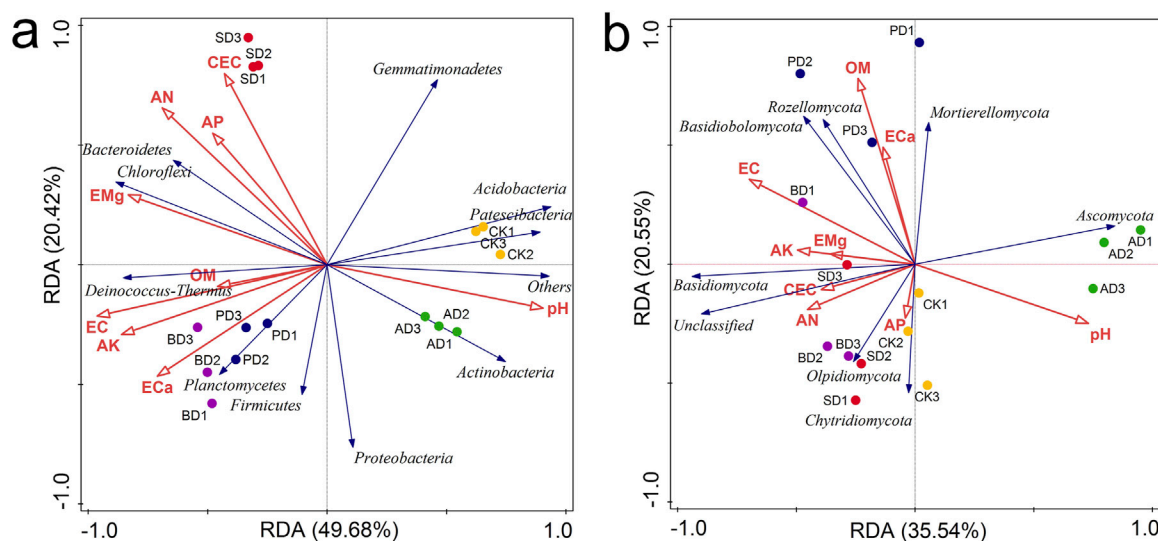 a
1.0
RDA (20.42%)
-1.0
SD3
SD2
CEC
SD1
Gemmatimonadetes
AN
AP
Bacteroidetes
Chloroflexi
EMg
Acidobacteria
Patescibacteria
CK1
CK3
CK2
OM
Deinococcus-Thermus
Others
pH
EC
AK
PD3
PD1
BD3
AD2
AD3
AD1
BD2
PD2
ECa
Planctomycetes
Actinobacteria
Firmicutes
BD1
Proteobacteria
-1.0
RDA (49.68%)
1.0
b
1.0
RDA (20.55%)
-1.0
PD1
PD2
OM
Rozellomycota
Mortierellomycota
Basidiobolomycota
PD3
ECa
EC
BD1
Ascomycota
AD1
AD2
EMg
AK
SD3
Basidiomycota
CEC
AD3
AN
CK1
Unclassified
AP
pH
CK2
BD3
BD2
SD2
Olpidiomycota
CK3
SD1
Chytridiomycota
-1.0
RDA (35.54%)
1.0